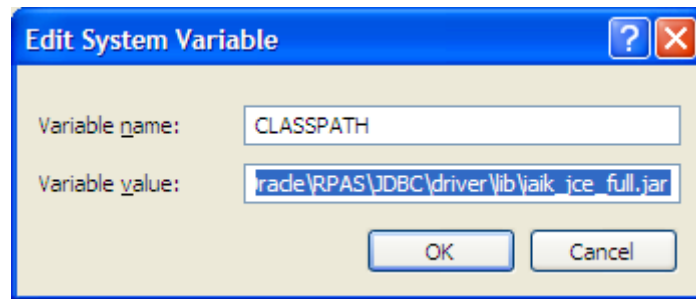 Edit System Variable
Variable name: CLASSPATH
Variable value: racle\RPAS\JDBC\driver\lib\iaik_jce_full.jar
OK Cancel